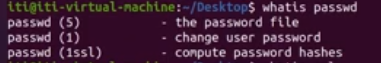 iti@iti-virtual-machine:~/Desktop$ whatis passwd
passwd (5)           - the password file
passwd (1)           - change user password
passwd (1ssl)        - compute password hashes